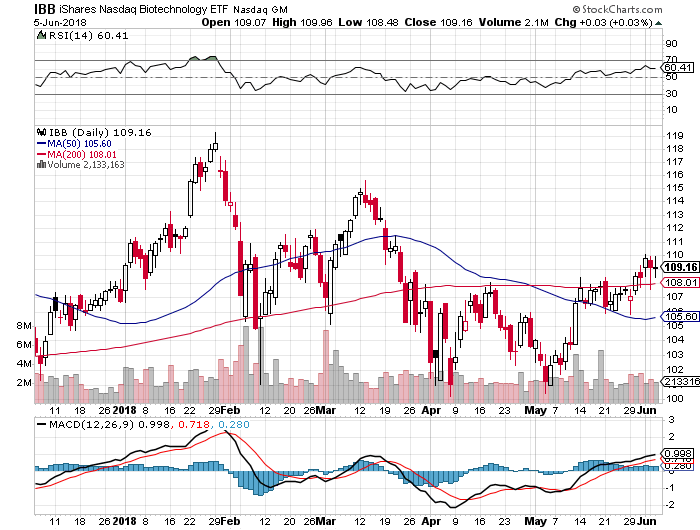 IBB iShares Nasdaq Biotechnology ETF Nasdaq GM © StockCharts.com
5-Jun-2018 Open 109.07 High 109.96 Low 108.48 Close 109.16 Volume 2.1M Chg +0.03 (+0.03%)
RSI(14) 60.41
90
70
60.41
50
30
10
IBB (Daily) 109.16
MA(50) 105.60
MA(200) 108.01
Volume 2,133,163
119
118
117
116
115
114
113
112
111
110
109.16
108.01
107
106
105.60
105
104
103
102
101
100
8M
6M
4M
2M
213316
11 18 26 2018 8 16 22 29 Feb 12 20 26 Mar 12 19 26 Apr 9 16 23 May 7 14 21 29 Jun
MACD(12,26,9) 0.998, 0.718, 0.280
3
2
1
0.998
0.280
-1
-2